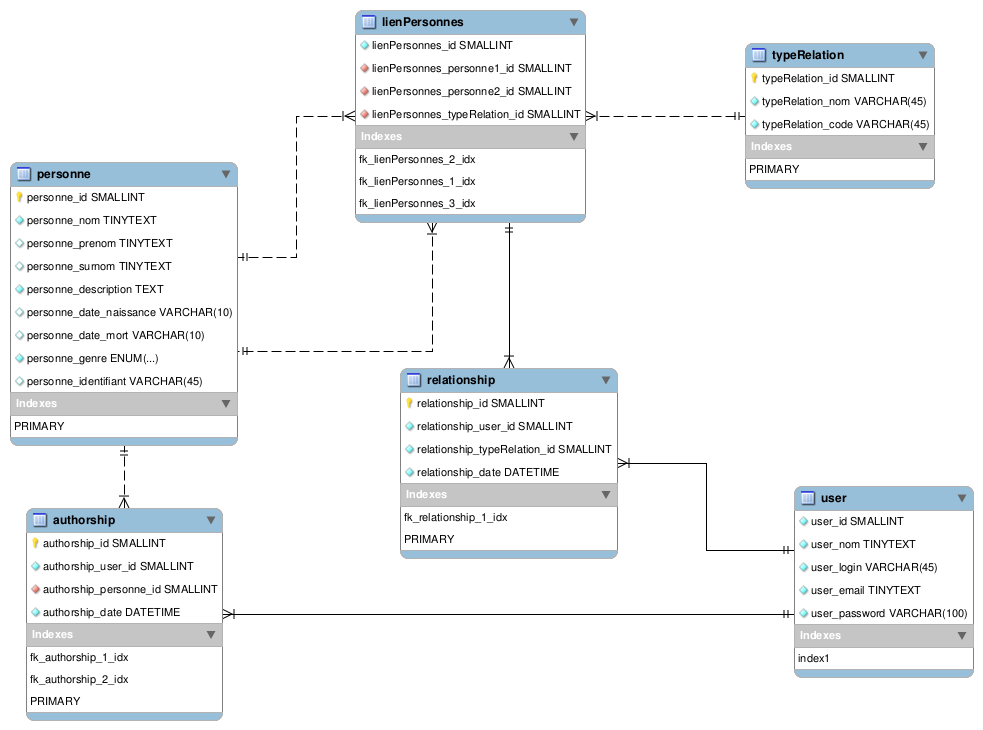 lienPersonnes
lienPersonnes_id SMALLINT
lienPersonnes_personne1_id SMALLINT
lienPersonnes_personne2_id SMALLINT
lienPersonnes_typeRelation_id SMALLINT
Indexes
fk_lienPersonnes_2_idx
fk_lienPersonnes_1_idx
fk_lienPersonnes_3_idx
typeRelation
typeRelation_id SMALLINT
typeRelation_nom VARCHAR(45)
typeRelation_code VARCHAR(45)
Indexes
PRIMARY
personne
personne_id SMALLINT
personne_nom TINYTEXT
personne_prenom TINYTEXT
personne_surnom TINYTEXT
personne_description TEXT
personne_date_naissance VARCHAR(10)
personne_date_mort VARCHAR(10)
personne_genre ENUM(...)
personne_identifiant VARCHAR(45)
Indexes
PRIMARY
relationship
relationship_id SMALLINT
relationship_user_id SMALLINT
relationship_typeRelation_id SMALLINT
relationship_date DATETIME
Indexes
fk_relationship_1_idx
PRIMARY
user
user_id SMALLINT
user_nom TINYTEXT
user_login VARCHAR(45)
user_email TINYTEXT
user_password VARCHAR(100)
Indexes
index1
authorship
authorship_id SMALLINT
authorship_user_id SMALLINT
authorship_personne_id SMALLINT
authorship_date DATETIME
Indexes
fk_authorship_1_idx
fk_authorship_2_idx
PRIMARY